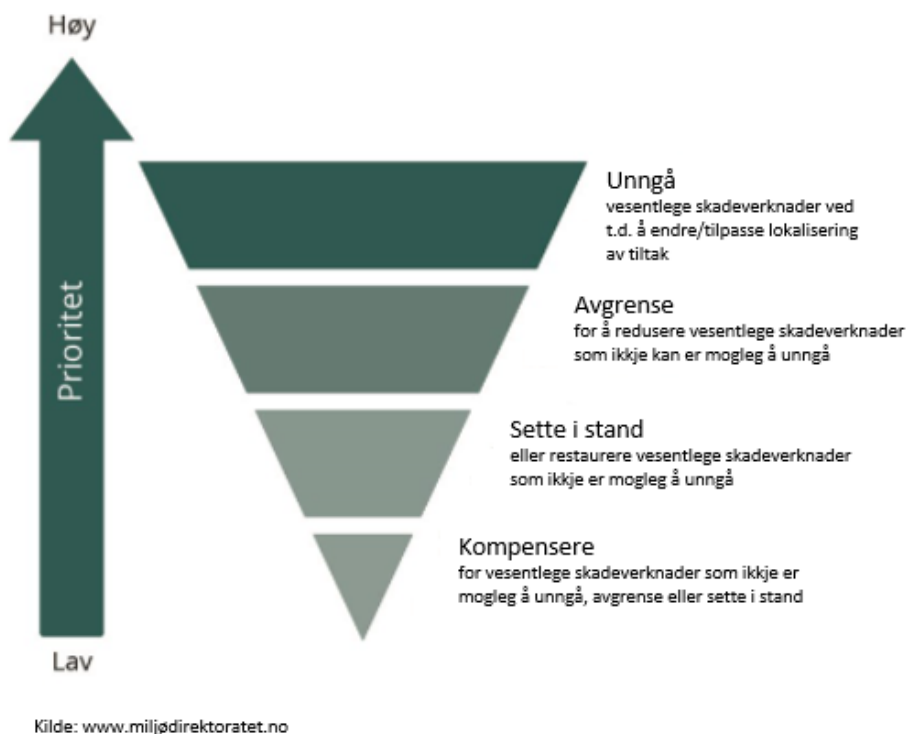 Høy
Prioritet
Unngå
vesentlege skadeverknader ved
t.d. å endre/tilpasse lokalisering
av tiltak
Avgrense
for å redusere vesentlege skadeverknader
som ikkje kan er mogleg å unngå
Sette i stand
eller restaurere vesentlege skadeverknader
som ikkje er mogleg å unngå
Kompensere
for vesentlege skadeverknader som ikkje er
mogleg å unngå, avgrense eller sette i stand
Lav
Kilde: www.miljødirektoratet.no